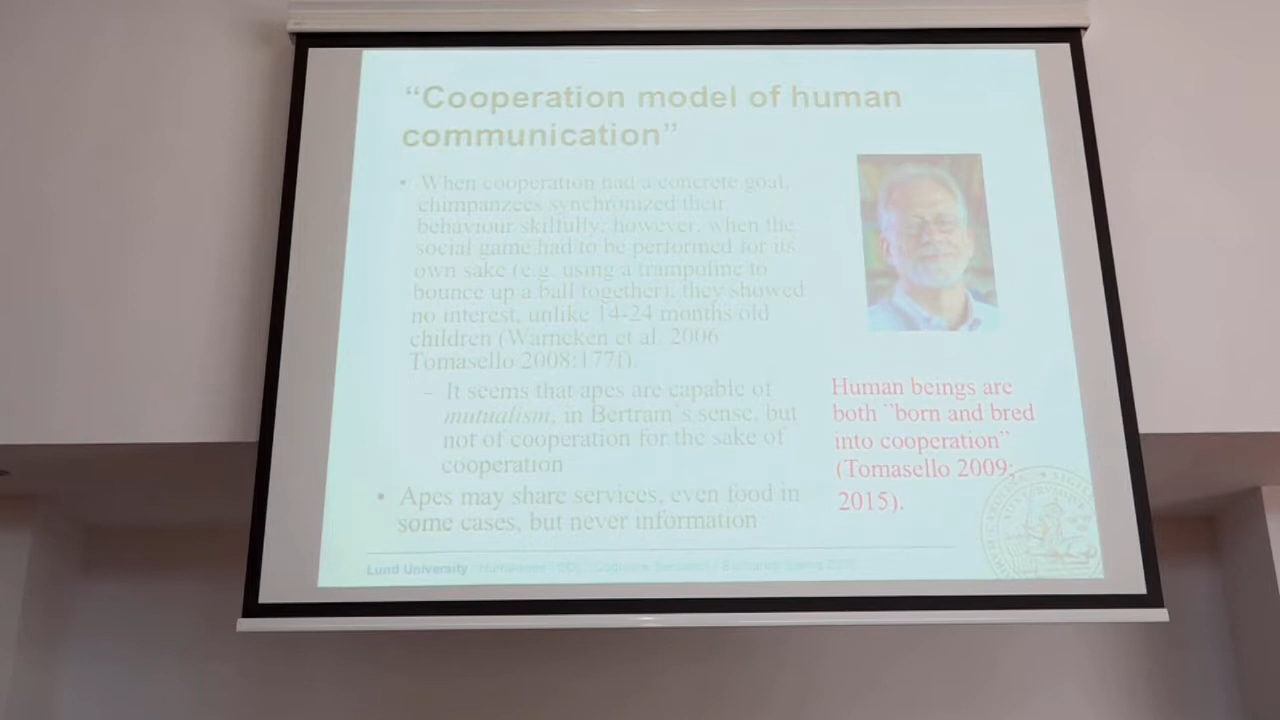 “Cooperation model of human
communication”
• When cooperation had a concrete goal,
chimpanzees synchronized their
behaviour skilfully; however, when the
social game had to be performed for its
own sake (e.g. using a trampoline to
bounce up a ball together), they showed
no interest, unlike 14-24 months old
children (Warneken et al. 2006
Tomasello 2008:177f).
– It seems that apes are capable of
mutualism, in Bertram's sense, but
not of cooperation for the sake of
cooperation
• Apes may share services, even food in
some cases, but never information
Human beings are
both ``born and bred
into cooperation”
(Tomasello 2009;
2015).
Lund University